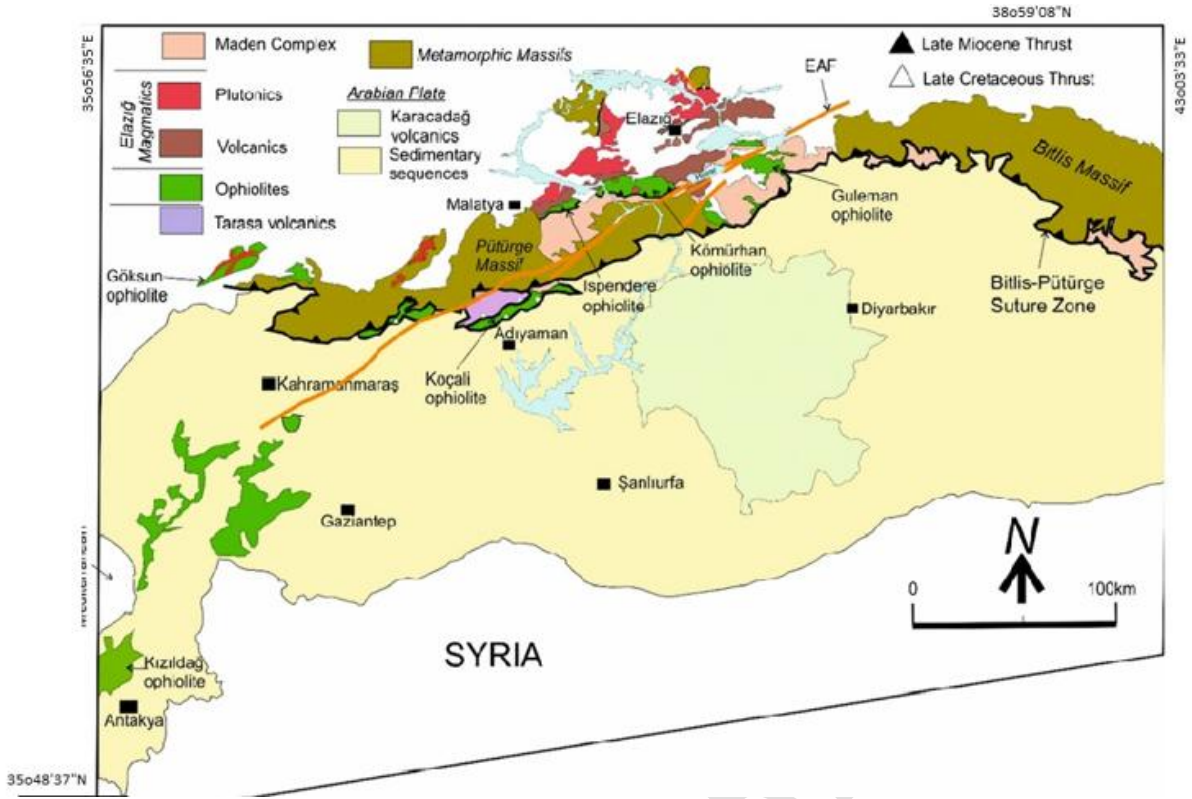 38o59'08"N
35o56'35"E
43o03'33"E
Maden Complex
Metamorphic Massifs
Late Miocene Thrust
Late Cretaceous Thrust
Elazığ
Magmatics
Plutonics
Volcanics
Ophiolites
Tarasa volcanics
Arabian Plate
Karacadağ
volcanics
Sedimentary
sequences
EAF
Elazığ
Malatya
Bitlis Massif
Guleman
ophiolite
Pütürge
Massif
Kömürhan
ophiolite
Göksun
ophiolite
Ispendere
ophiolite
Bitlis-Pütürge
Suture Zone
Diyarbakır
Adıyaman
Koçali
ophiolite
Kahramanmaraş
Şanlıurfa
Gaziantep
N
0 100km
SYRIA
Kızıldağ
ophiolite
Antakya
35o48'37"N